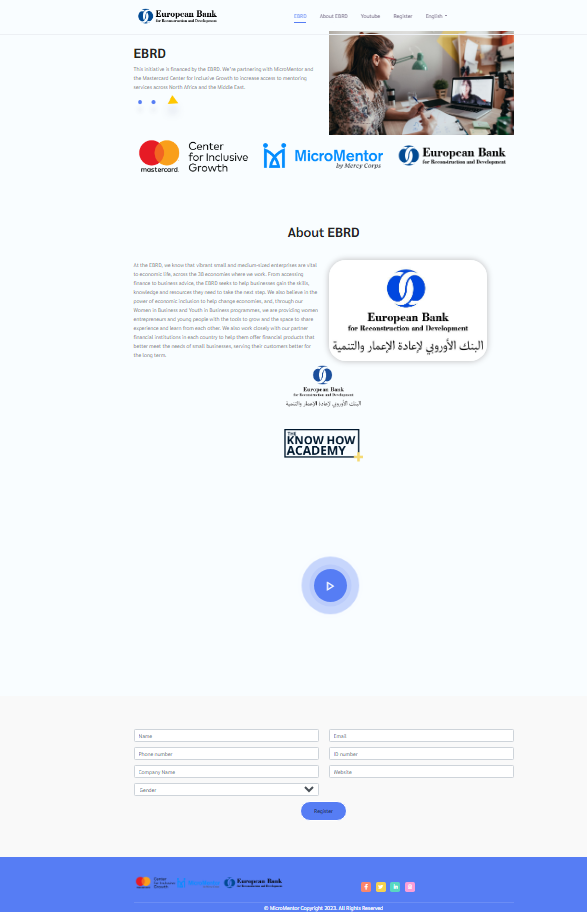 European Bank
for Reconstruction and Development
EBRD
About EBRD
Youtube
Register
English
EBRD
This initiative is financed by the EBRD. We're partnering with MicroMentor and
the Mastercard Center for Inclusive Growth to increase access to mentoring
services across North Africa and the Middle East.
mastercard.
Center
for Inclusive
Growth
MicroMentor
by Mercy Corps
European Bank
for Reconstruction and Development
About EBRD
At the EBRD, we know that vibrant small and medium-sized enterprises are vital
to economic life, across the 38 economies where we work. From accessing
finance to business advice, the EBRD seeks to help businesses gain the skills,
knowledge and resources they need to take the next step. We also believe in the
power of economic inclusion to help change economies, and, through our
Women in Business and Youth in Business programmes, we are providing women
entrepreneurs and young people with the tools to grow and the space to share
experience and learn from each other. We also work closely with our partner
financial institutions in each country to help them offer financial products that
better meet the needs of small businesses, serving their customers better for
the long term.
European Bank
for Reconstruction and Development
البنك الأوروبي لإعادة الإعمار والتنمية
European Bank
for Reconstruction and Development
البنك الأوروبي لإعادة الإعمار والتنمية
THE
KNOW HOW
ACADEMY
Name
Email
Phone number
ID number
Company Name
Website
Gender
Register
Center
for Inclusive
Growth
MicroMentor
European Bank
for Reconstruction and Development
© MicroMentor Copyright 2023. All Rights Reserved